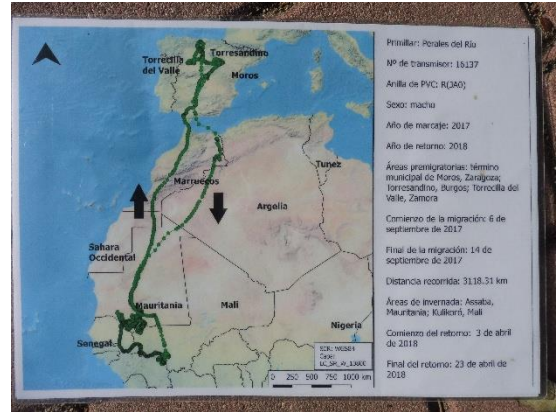 Torrecilla
del Valle
Torresandino
Moros
Marruecos
Tunez
Argelia
Sahara
Occidental
Mauritania
Mali
Senegal
Nigeria
0 250 500 750 1000 km
Primillar: Perales del Río
Nº de transmisor: 16137
Anilla de PVC: R(JA0)
Sexo: macho
Año de marcaje: 2017
Año de retorno: 2018
Áreas premigratorias: término
municipal de Moros, Zaragoza;
Torresandino, Burgos; Torrecilla del
Valle, Zamora
Comienzo de la migración: 6 de
septiembre de 2017
Final de la migración: 14 de
septiembre de 2017
Distancia recorrida: 3118.31 km
Áreas de invernada: Assaba,
Mauritania; Kulikoró, Mali
Comienzo del retorno: 3 de abril
de 2018
Final del retorno: 23 de abril de
2018